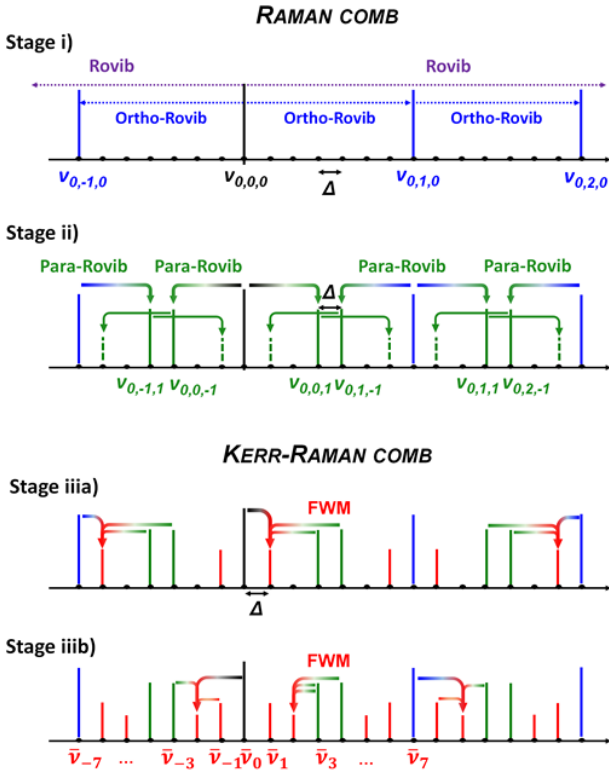 RAMAN COMB
Stage i)
Rovib Rovib
Ortho-Rovib Ortho-Rovib Ortho-Rovib
ν0,-1,0 ν0,0,0 Δ ν0,1,0 ν0,2,0
Stage ii)
Para-Rovib Para-Rovib Para-Rovib Para-Rovib
Δ
ν0,-1,1 ν0,0,-1 ν0,0,1 ν0,1,-1 ν0,1,1 ν0,2,-1
KERR-RAMAN COMB
Stage iiia)
FWM
Δ
Stage iiib)
FWM
ν̅−7 ... ν̅−3 ν̅−1 ν̅0 ν̅1 ν̅3 ... ν̅7